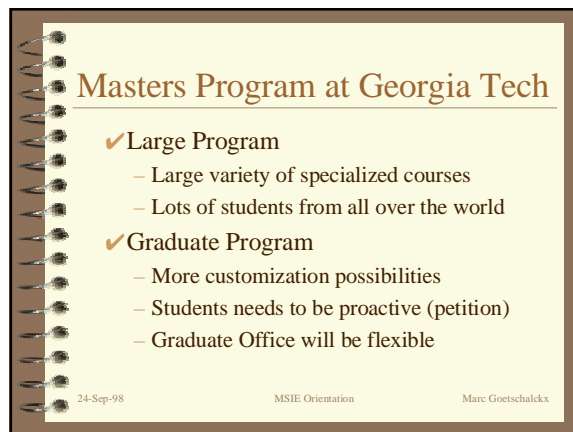 Masters Program at Georgia Tech
✔Large Program
– Large variety of specialized courses
– Lots of students from all over the world
✔Graduate Program
– More customization possibilities
– Students needs to be proactive (petition)
– Graduate Office will be flexible
24-Sep-98 MSIE Orientation Marc Goetschalckx